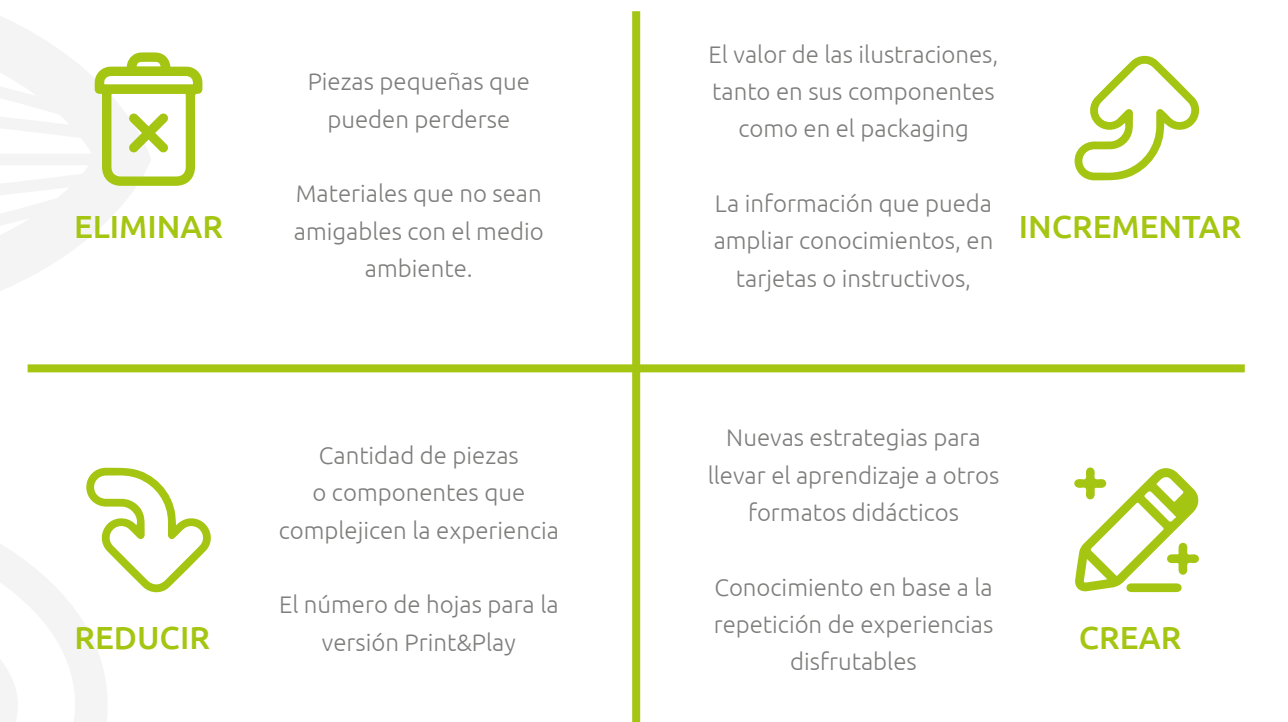 ELIMINAR
Piezas pequeñas que
pueden perderse
Materiales que no sean
amigables con el medio
ambiente.
El valor de las ilustraciones,
tanto en sus componentes
como en el packaging
La información que pueda
ampliar conocimientos, en
tarjetas o instructivos,
INCREMENTAR
REDUCIR
Cantidad de piezas
o componentes que
complejicen la experiencia
El número de hojas para la
versión Print&Play
Nuevas estrategias para
llevar el aprendizaje a otros
formatos didácticos
Conocimiento en base a la
repetición de experiencias
disfrutables
CREAR